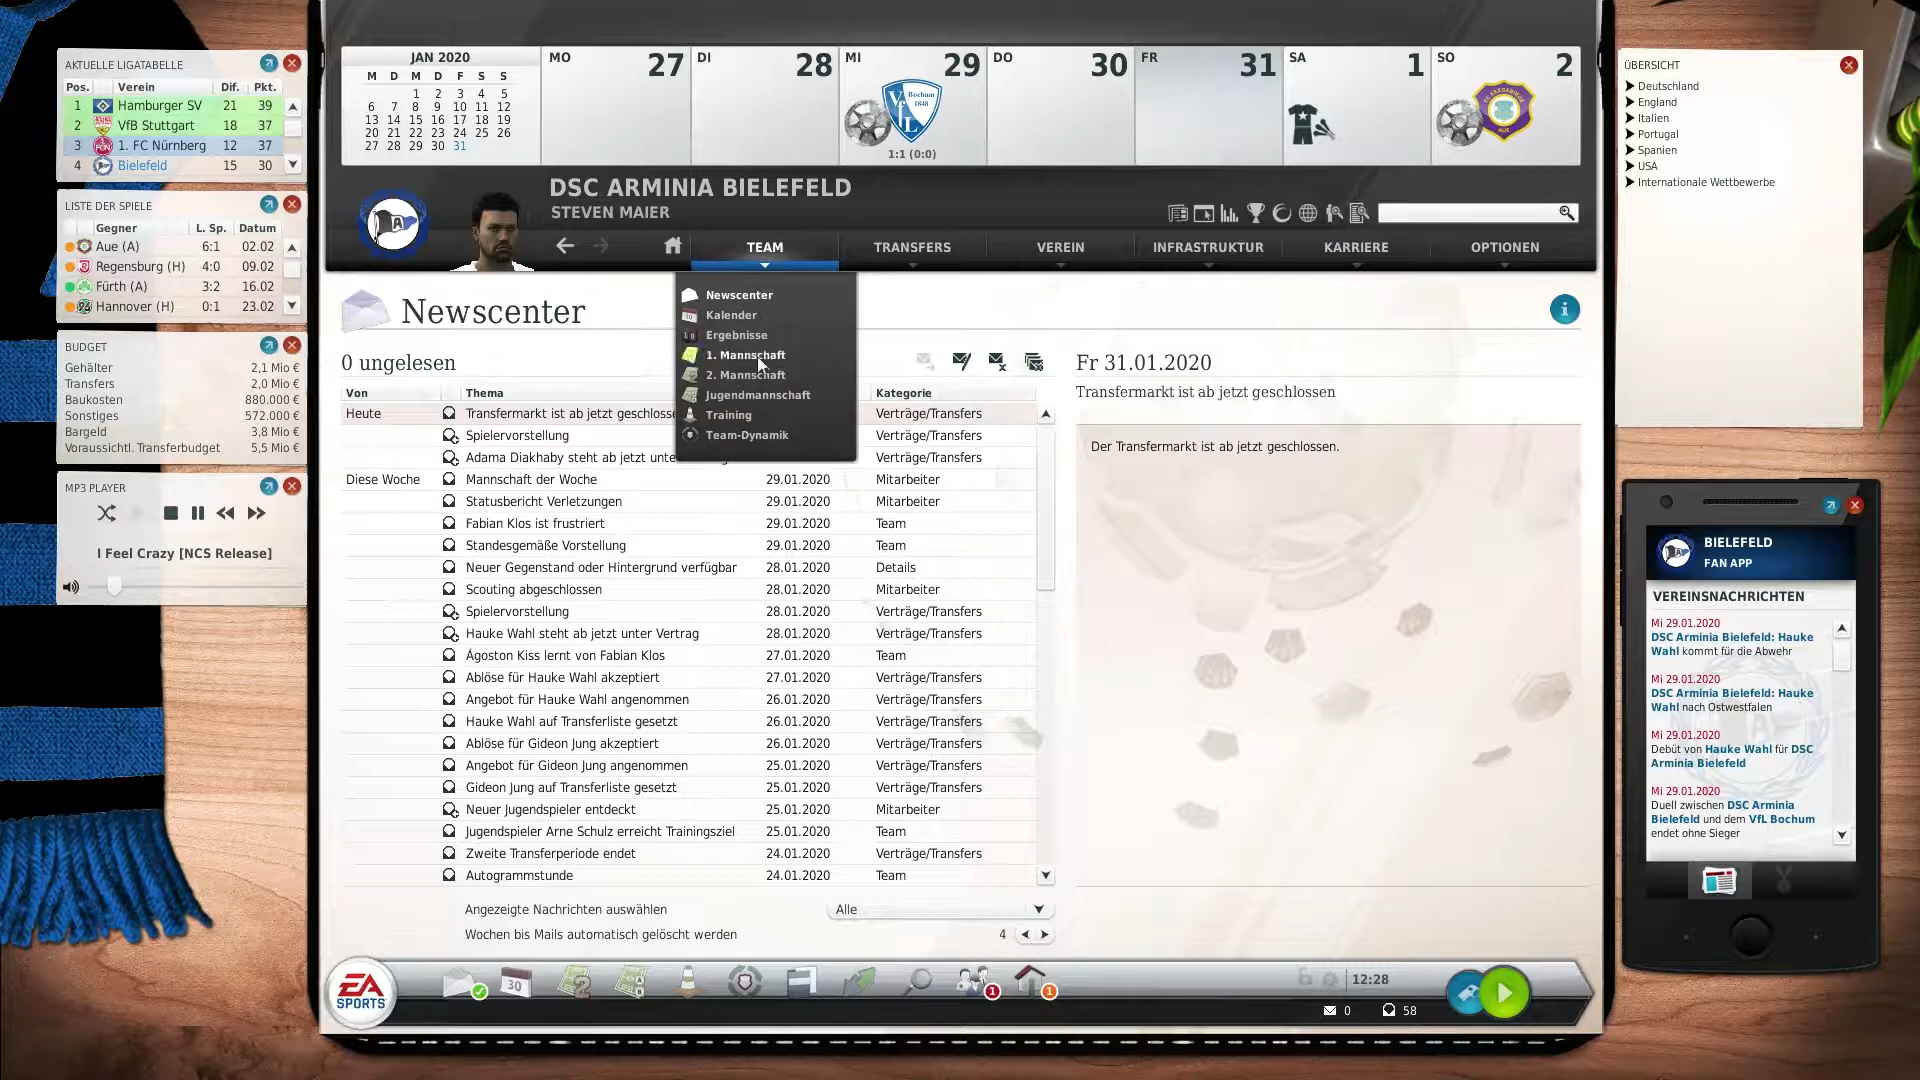 AKTUELLE LIGATABELLE
Pos. Verein Dif. Pkt.
1 Hamburger SV 21 39
2 VfB Stuttgart 18 37
3 1. FC Nürnberg 12 37
4 Bielefeld 15 30
LISTE DER SPIELE
Gegner L. Sp. Datum
Aue (A) 6:1 02.02
Regensburg (H) 4:0 09.02
Fürth (A) 3:2 16.02
Hannover (H) 0:1 23.02
BUDGET
Gehälter 2,1 Mio €
Transfers 2,0 Mio €
Baukosten 880.000 €
Sonstiges 572.000 €
Bargeld 3,8 Mio €
Voraussichtl. Transferbudget 5,5 Mio €
MP3 PLAYER
I Feel Crazy [NCS Release]
JAN 2020
M D M D F S S
1 2 3 4 5
6 7 8 9 10 11 12
13 14 15 16 17 18 19
20 21 22 23 24 25 26
27 28 29 30 31
MO 27
DI 28
MI 29
VfL Bochum 1848
1:1 (0:0)
DO 30
FR 31
SA 1
SO 2
FC ERZGEBIRGE AUE
DSC ARMINIA BIELEFELD
STEVEN MAIER
TEAM TRANSFERS VEREIN INFRASTRUKTUR KARRIERE OPTIONEN
Newscenter
Kalender
Ergebnisse
1. Mannschaft
2. Mannschaft
Jugendmannschaft
Training
Team-Dynamik
Newscenter
0 ungelesen
Von Thema Kategorie
Heute Transfermarkt ist ab jetzt geschlosse Verträge/Transfers
Spielervorstellung Verträge/Transfers
Adama Diakhaby steht ab jetzt unte Verträge/Transfers
Diese Woche Mannschaft der Woche 29.01.2020 Mitarbeiter
Statusbericht Verletzungen 29.01.2020 Mitarbeiter
Fabian Klos ist frustriert 29.01.2020 Team
Standesgemäße Vorstellung 29.01.2020 Team
Neuer Gegenstand oder Hintergrund verfügbar 28.01.2020 Details
Scouting abgeschlossen 28.01.2020 Mitarbeiter
Spielervorstellung 28.01.2020 Verträge/Transfers
Hauke Wahl steht ab jetzt unter Vertrag 28.01.2020 Verträge/Transfers
Ágoston Kiss lernt von Fabian Klos 27.01.2020 Team
Ablöse für Hauke Wahl akzeptiert 27.01.2020 Verträge/Transfers
Angebot für Hauke Wahl angenommen 26.01.2020 Verträge/Transfers
Hauke Wahl auf Transferliste gesetzt 26.01.2020 Verträge/Transfers
Ablöse für Gideon Jung akzeptiert 26.01.2020 Verträge/Transfers
Angebot für Gideon Jung angenommen 25.01.2020 Verträge/Transfers
Gideon Jung auf Transferliste gesetzt 25.01.2020 Verträge/Transfers
Neuer Jugendspieler entdeckt 25.01.2020 Mitarbeiter
Jugendspieler Arne Schulz erreicht Trainingsziel 25.01.2020 Team
Zweite Transferperiode endet 24.01.2020 Verträge/Transfers
Autogrammstunde 24.01.2020 Team
Angezeigte Nachrichten auswählen Alle
Wochen bis Mails automatisch gelöscht werden 4
Fr 31.01.2020
Transfermarkt ist ab jetzt geschlossen
Der Transfermarkt ist ab jetzt geschlossen.
EA
SPORTS
30
2
1
1
12:28
0 58
ÜBERSICHT
Deutschland
England
Italien
Portugal
Spanien
USA
Internationale Wettbewerbe
BIELEFELD
FAN APP
VEREINSNACHRICHTEN
Mi 29.01.2020
DSC Arminia Bielefeld: Hauke
Wahl kommt für die Abwehr
Mi 29.01.2020
DSC Arminia Bielefeld: Hauke
Wahl nach Ostwestfalen
Mi 29.01.2020
Debüt von Hauke Wahl für DSC
Arminia Bielefeld
Mi 29.01.2020
Duell zwischen DSC Arminia
Bielefeld und dem VfL Bochum
endet ohne Sieger